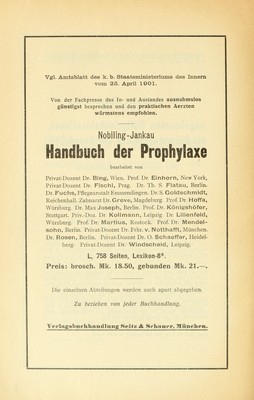 Vgl. Amtsblatt des k. b. Staatsministeriums des Innern
vom 25. April 1901.
Von der Fachpresse des In- und Auslandes ausnahmslos
günstigst besprochen und den praktischen Aerzten
wärmstens empfohlen.
Nobiling-Jankau
Handbuch der Prophylaxe
bearbeitet von
Privat-Dozent Dr. Bing, Wien. Prof. Dr. Einhorn, New York,
Privat-Dozent Dr. Fischl, Prag. Dr. Th. S. Flatau, Berlin.
Dr. Fuchs, Pflegeanstalt Emmendingen. Dr. S. Goldschmidt,
Reichenhall. Zahnarzt Dr. Greve, Magdeburg. Prof. Dr. Hoffa,
Würzburg. Dr. Max Joseph, Berlin. Prof. Dr. Königshöfer,
Stuttgart. Priv.-Doz. Dr. Kollmann, Leipzig. Dr. Lilienfeld,
Würzburg. Prof. Dr. Martius, Rostock. Prof. Dr. Mendel-
sohn, Berlin. Privat-Dozent Dr. Frhr. v. Notthafft, München.
Dr. Rosen, Berlin. Privat-Dozent Dr. O. Schaeffer, Heidel-
berg. Privat-Dozent Dr. Windscheid, Leipzig.
L, 758 Seiten, Lexikon-8°.
Preis: brosch. Mk. 18.50, gebunden Mk. 21.—.
Die einzelnen Abteilungen werden auch apart abgegeben.
Zu beziehen von jeder Buchhandlung.
Verlagsbuchhandlung Seitz & Schauer, München.